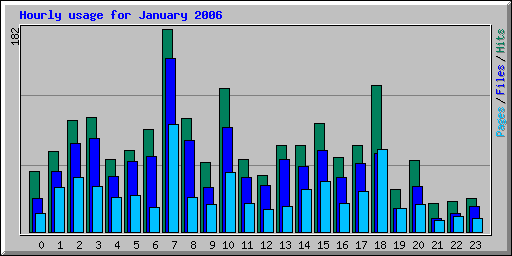 Hourly usage for January 2006
182
Pages / Files / Hits
0 1 2 3 4 5 6 7 8 9 10 11 12 13 14 15 16 17 18 19 20 21 22 23